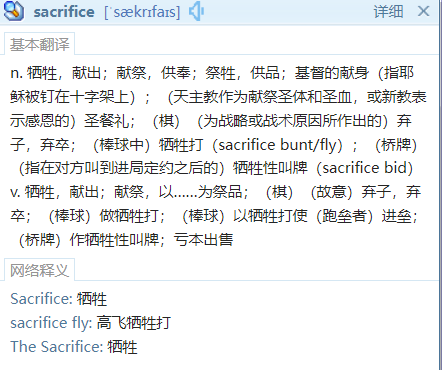 sacrifice [ˈsækrɪfaɪs] 详细
基本翻译
n. 牺牲，献出；献祭，供奉；祭牲，供品；基督的献身（指耶
稣被钉在十字架上）；（天主教作为献祭圣体和圣血，或新教表
示感恩的）圣餐礼；（棋）（为战略或战术原因所作出的）弃
子，弃卒；（棒球中）牺牲打（sacrifice bunt/fly）；（桥牌）
（指在对方叫到进局定约之后的）牺牲性叫牌（sacrifice bid）
v. 牺牲，献出；献祭，以……为祭品；（棋）（故意）弃子，弃
卒；（棒球）做牺牲打；（棒球）以牺牲打使（跑垒者）进垒；
（桥牌）作牺牲性叫牌；亏本出售
网络释义
Sacrifice: 牺牲
sacrifice fly: 高飞牺牲打
The Sacrifice: 牺牲